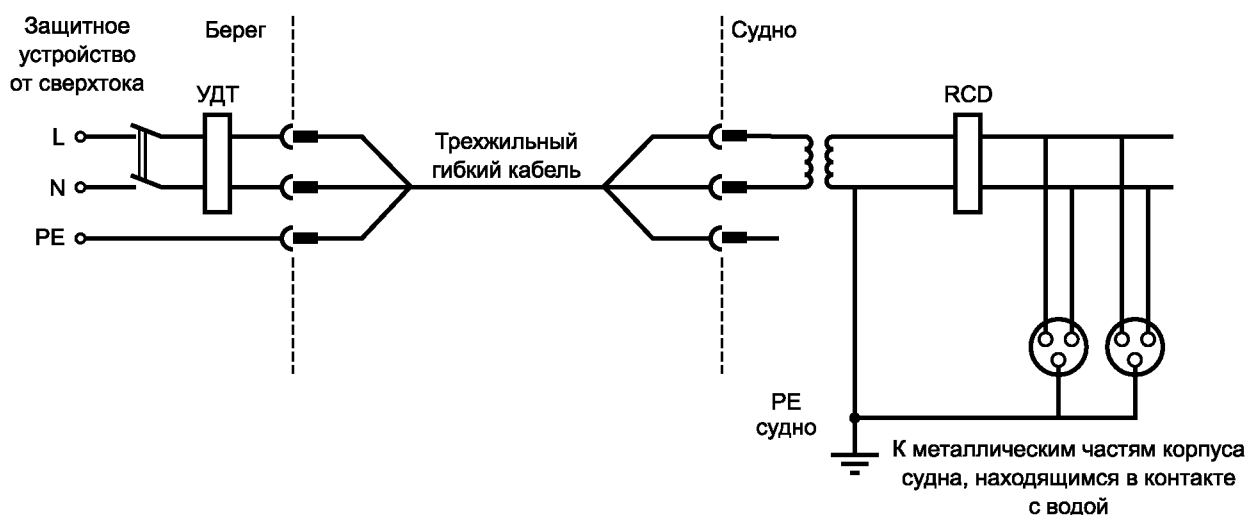 Защитное
устройство
от сверхтока
Берег
Судно
УДТ
RCD
L
Трехжильный
гибкий кабель
N
PE
PE
судно
К металлическим частям корпуса
судна, находящимся в контакте
с водой